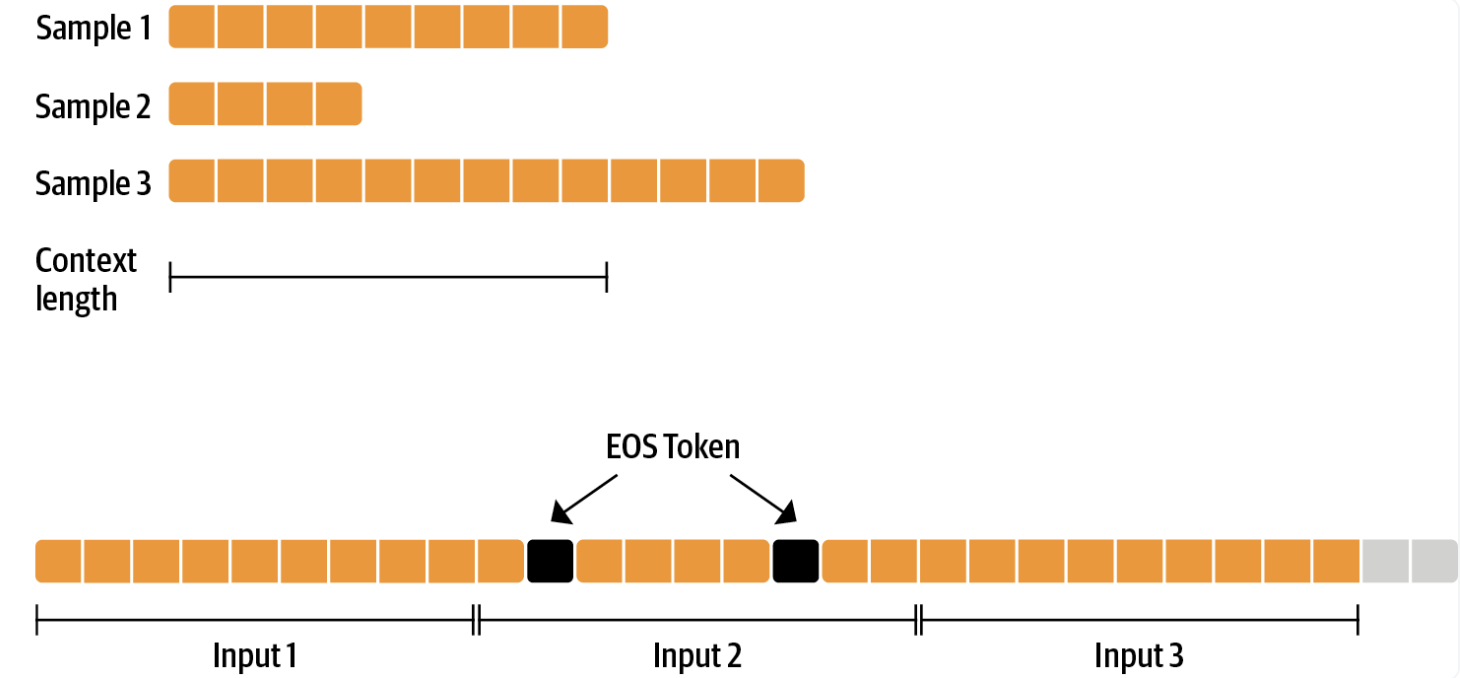 Sample 1
Sample 2
Sample 3
Context
length
EOS Token
Input 1
Input 2
Input 3